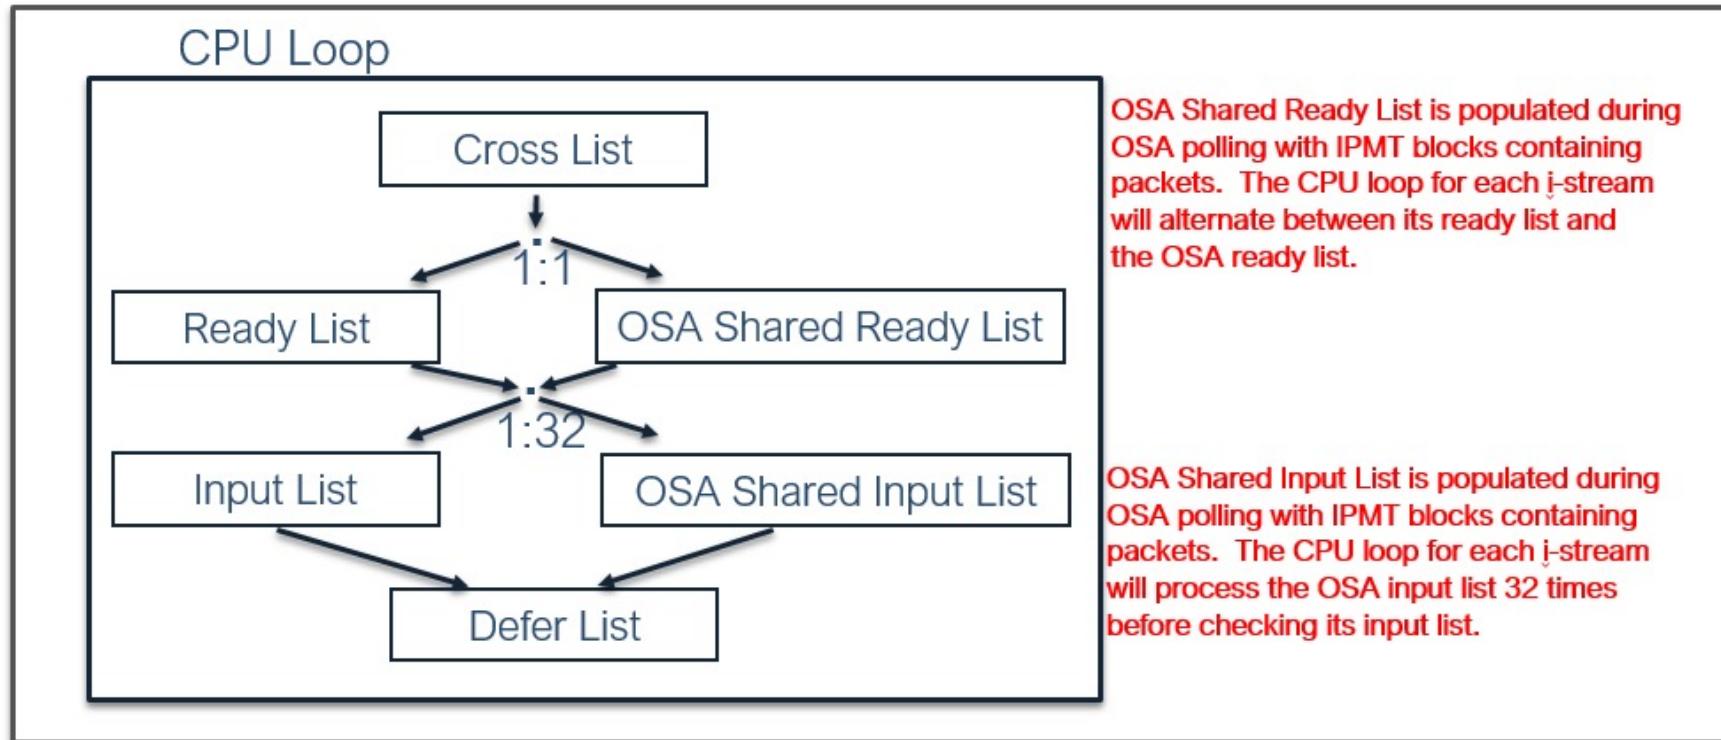 CPU Loop
Cross List
1:1
Ready List
OSA Shared Ready List
1:32
Input List
OSA Shared Input List
Defer List
OSA Shared Ready List is populated during
OSA polling with IPMT blocks containing
packets. The CPU loop for each i-stream
will alternate between its ready list and
the OSA ready list.
OSA Shared Input List is populated during
OSA polling with IPMT blocks containing
packets. The CPU loop for each i-stream
will process the OSA input list 32 times
before checking its input list.